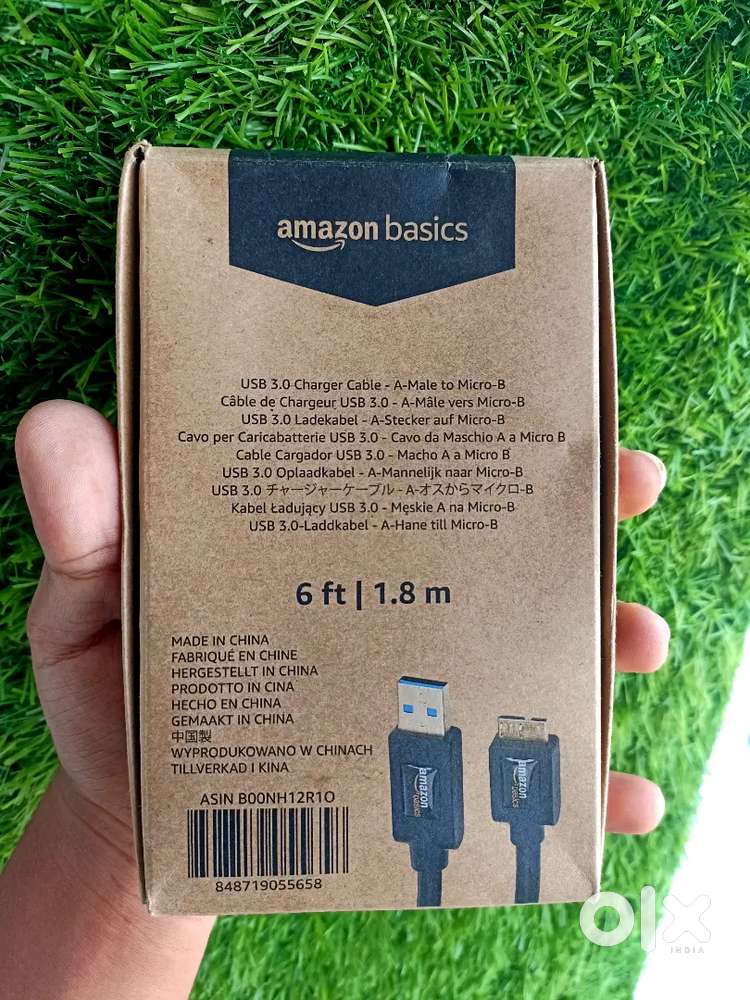 amazon basics
USB 3.0 Charger Cable - A-Male to Micro-B
Câble de Chargeur USB 3.0 - A-Mâle vers Micro-B
USB 3.0 Ladekabel - A-Stecker auf Micro-B
Cavo per Caricabatterie USB 3.0 - Cavo da Maschio A a Micro B
Cable Cargador USB 3.0 - Macho A a Micro B
USB 3.0 Oplaadkabel - A-Mannelijk naar Micro-B
USB 3.0 チャージャーケーブル - A-オスからマイクロ-B
Kabel Ładujący USB 3.0 - Męskie A na Micro-B
USB 3.0-Laddkabel - A-Hane till Micro-B
6 ft | 1.8 m
MADE IN CHINA
FABRIQUÉ EN CHINE
HERGESTELLT IN CHINA
PRODOTTO IN CINA
HECHO EN CHINA
GEMAAKT IN CHINA
中国製
WYPRODUKOWANO W CHINACH
TILLVERKAD I KINA
ASIN B00NH12R1O
848719055658
amazon basics
amazon basics
olx
INDIA